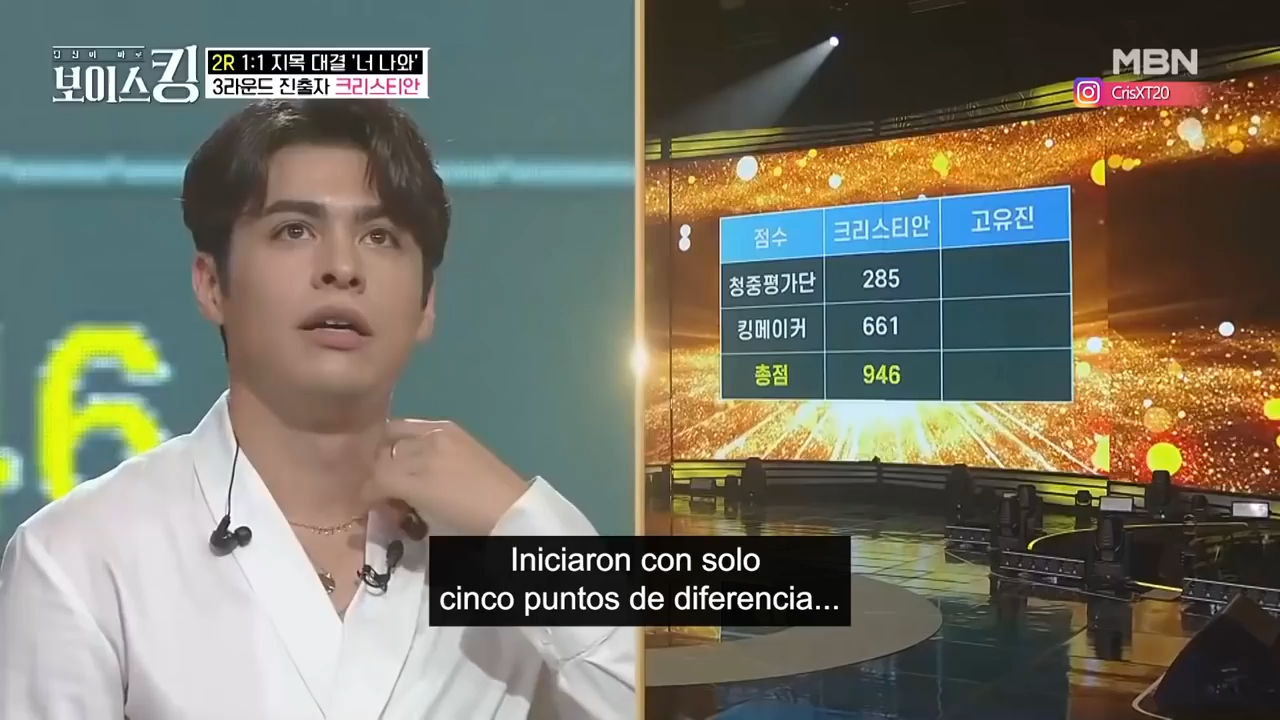 당신이 바로
보이스킹
2R 1:1 지목 대결 '너 나와'
3라운드 진출자 크리스티안
MBN
CrisXT20
점수 크리스티안 고유진
청중평가단 285
킹메이커 661
총점 946
6
Iniciaron con solo
cinco puntos de diferencia...